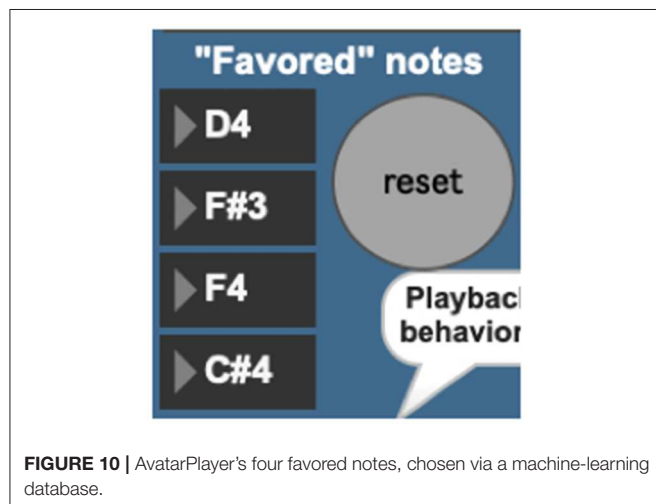 "Favored" notes
D4
F#3
F4
C#4
reset
behavior
FIGURE 10 | AvatarPlayer's four favored notes, chosen via a machine-learning
database.